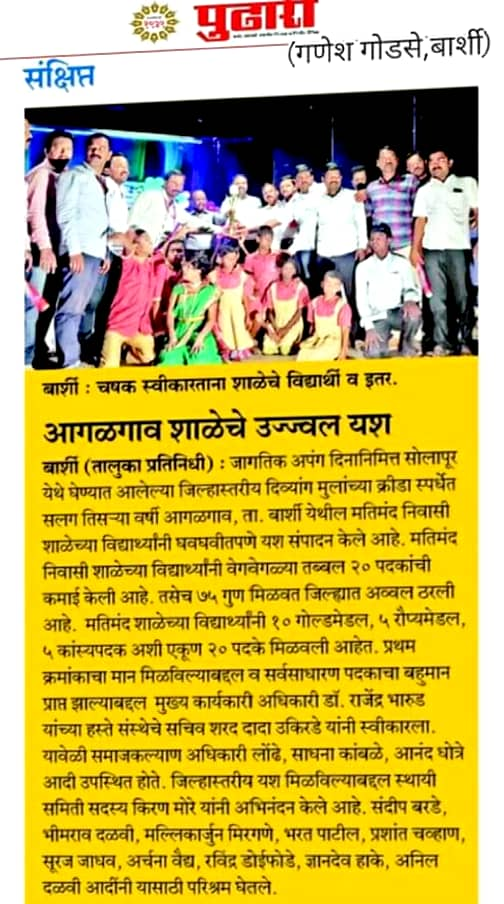 पुढारी
(गणेश गोडसे,बार्शी)
संक्षिप्त
बार्शी : चषक स्वीकारताना शाळेचे विद्यार्थी व इतर.
आगळगाव शाळेचे उज्ज्वल यश
बार्शी (तालुका प्रतिनिधी) : जागतिक अपंग दिनानिमित्त सोलापूर
येथे घेण्यात आलेल्या जिल्हास्तरीय दिव्यांग मुलांच्या क्रीडा स्पर्धेत
सलग तिसऱ्या वर्षी आगळगाव, ता. बार्शी येथील मतिमंद निवासी
शाळेच्या विद्यार्थ्यांनी घवघवीतपणे यश संपादन केले आहे. मतिमंद
निवासी शाळेच्या विद्यार्थ्यांनी वेगवेगळ्या तब्बल २० पदकांची
कमाई केली आहे. तसेच ७५ गुण मिळवत जिल्ह्यात अव्वल ठरली
आहे. मतिमंद शाळेच्या विद्यार्थ्यांनी १० गोल्डमेडल, ५ रौप्यमेडल,
५ कांस्यपदक अशी एकूण २० पदके मिळवली आहेत. प्रथम
क्रमांकाचा मान मिळविल्याबद्दल व सर्वसाधारण पदकाचा बहुमान
प्राप्त झाल्याबद्दल मुख्य कार्यकारी अधिकारी डॉ. राजेंद्र भारुड
यांच्या हस्ते संस्थेचे सचिव शरद दादा उकिरडे यांनी स्वीकारला.
यावेळी समाजकल्याण अधिकारी लोंढे, साधना कांबळे, आनंद धोत्रे
आदी उपस्थित होते. जिल्हास्तरीय यश मिळविल्याबद्दल स्थायी
समिती सदस्य किरण मोरे यांनी अभिनंदन केले आहे. संदीप बरडे,
भीमराव दळवी, मल्लिकार्जुन मिरगणे, भरत पाटील, प्रशांत चव्हाण,
सूरज जाधव, अर्चना वैद्य, रविंद्र डोईफोडे, ज्ञानदेव हाके, अनिल
दळवी आदींनी यासाठी परिश्रम घेतले.